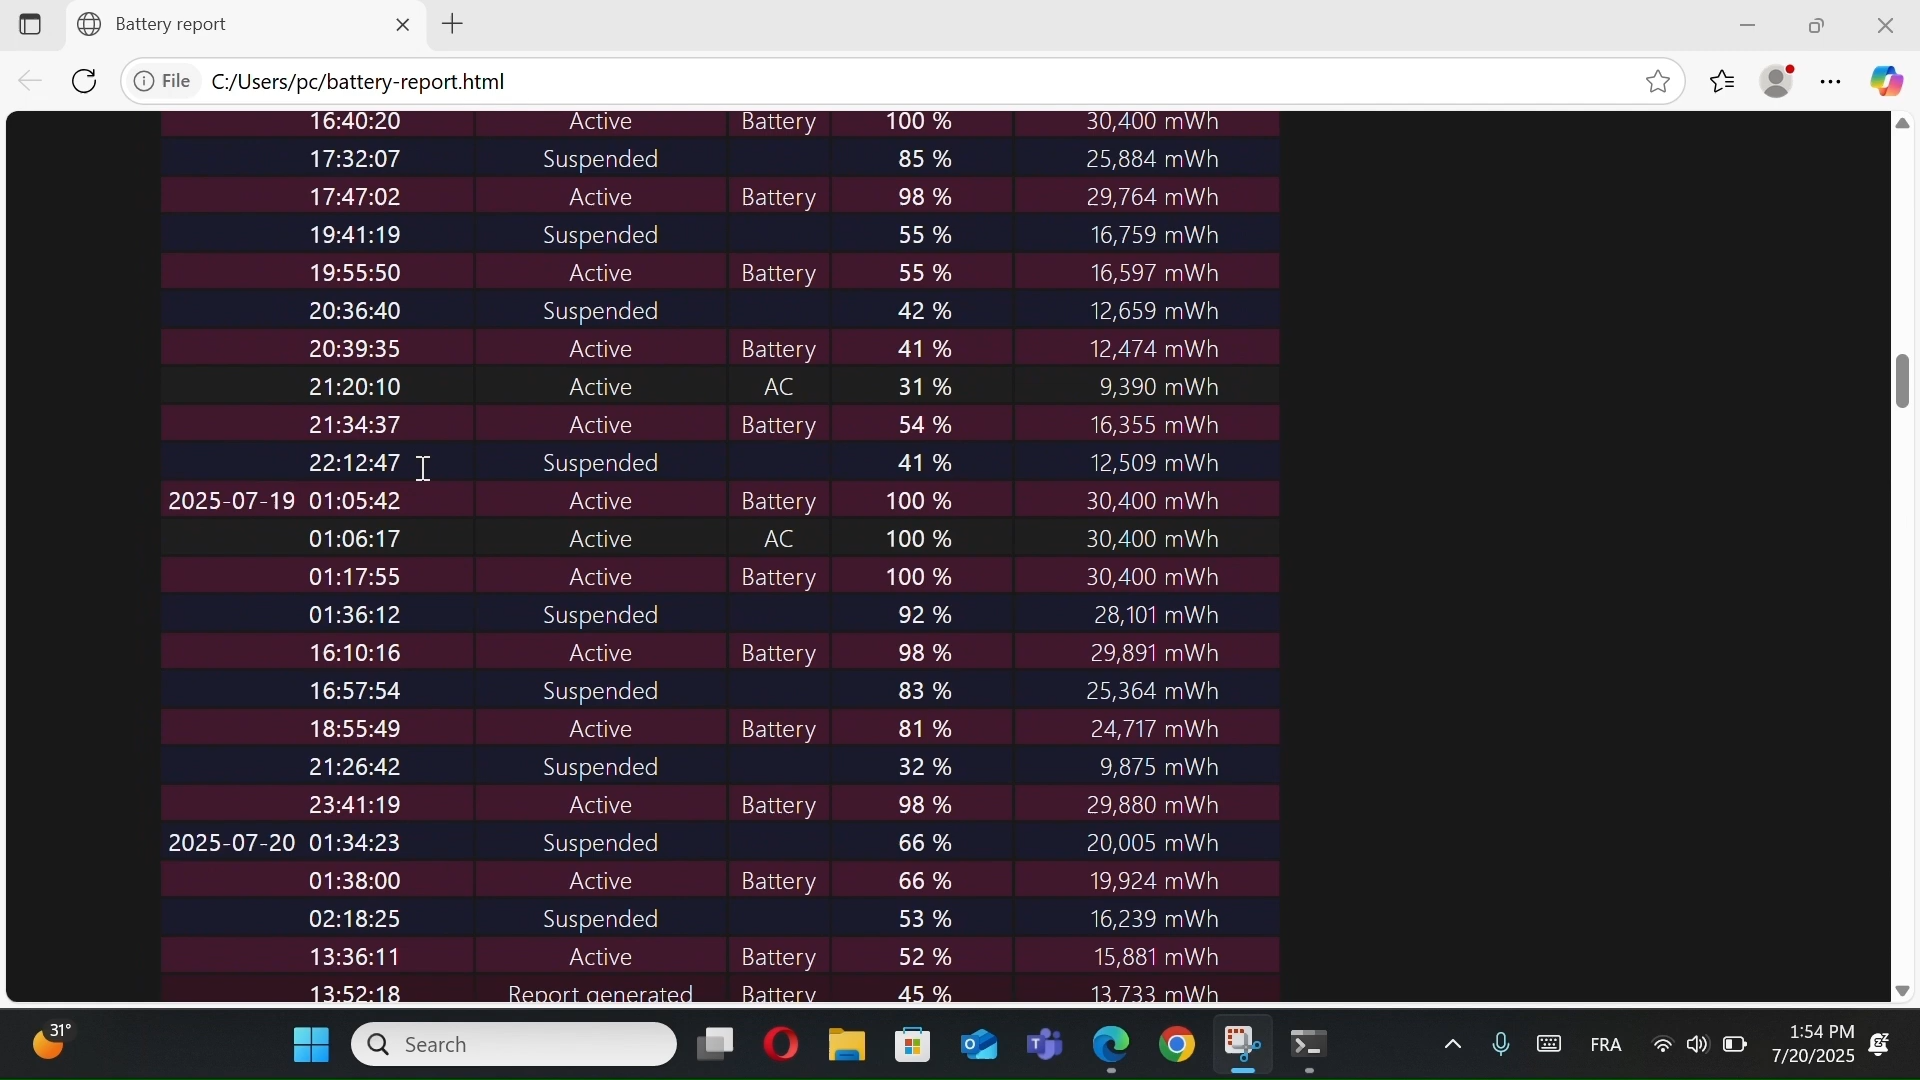 Battery report
File C:/Users/pc/battery-report.html
16:40:20 Active Battery 100 % 30,400 mWh
17:32:07 Suspended 85 % 25,884 mWh
17:47:02 Active Battery 98 % 29,764 mWh
19:41:19 Suspended 55 % 16,759 mWh
19:55:50 Active Battery 55 % 16,597 mWh
20:36:40 Suspended 42 % 12,659 mWh
20:39:35 Active Battery 41 % 12,474 mWh
21:20:10 Active AC 31 % 9,390 mWh
21:34:37 Active Battery 54 % 16,355 mWh
22:12:47 Suspended 41 % 12,509 mWh
2025-07-19 01:05:42 Active Battery 100 % 30,400 mWh
01:06:17 Active AC 100 % 30,400 mWh
01:17:55 Active Battery 100 % 30,400 mWh
01:36:12 Suspended 92 % 28,101 mWh
16:10:16 Active Battery 98 % 29,891 mWh
16:57:54 Suspended 83 % 25,364 mWh
18:55:49 Active Battery 81 % 24,717 mWh
21:26:42 Suspended 32 % 9,875 mWh
23:41:19 Active Battery 98 % 29,880 mWh
2025-07-20 01:34:23 Suspended 66 % 20,005 mWh
01:38:00 Active Battery 66 % 19,924 mWh
02:18:25 Suspended 53 % 16,239 mWh
13:36:11 Active Battery 52 % 15,881 mWh
13:52:18 Report generated Battery 45 % 13,733 mWh
31° Search FRA 1:54 PM
7/20/2025